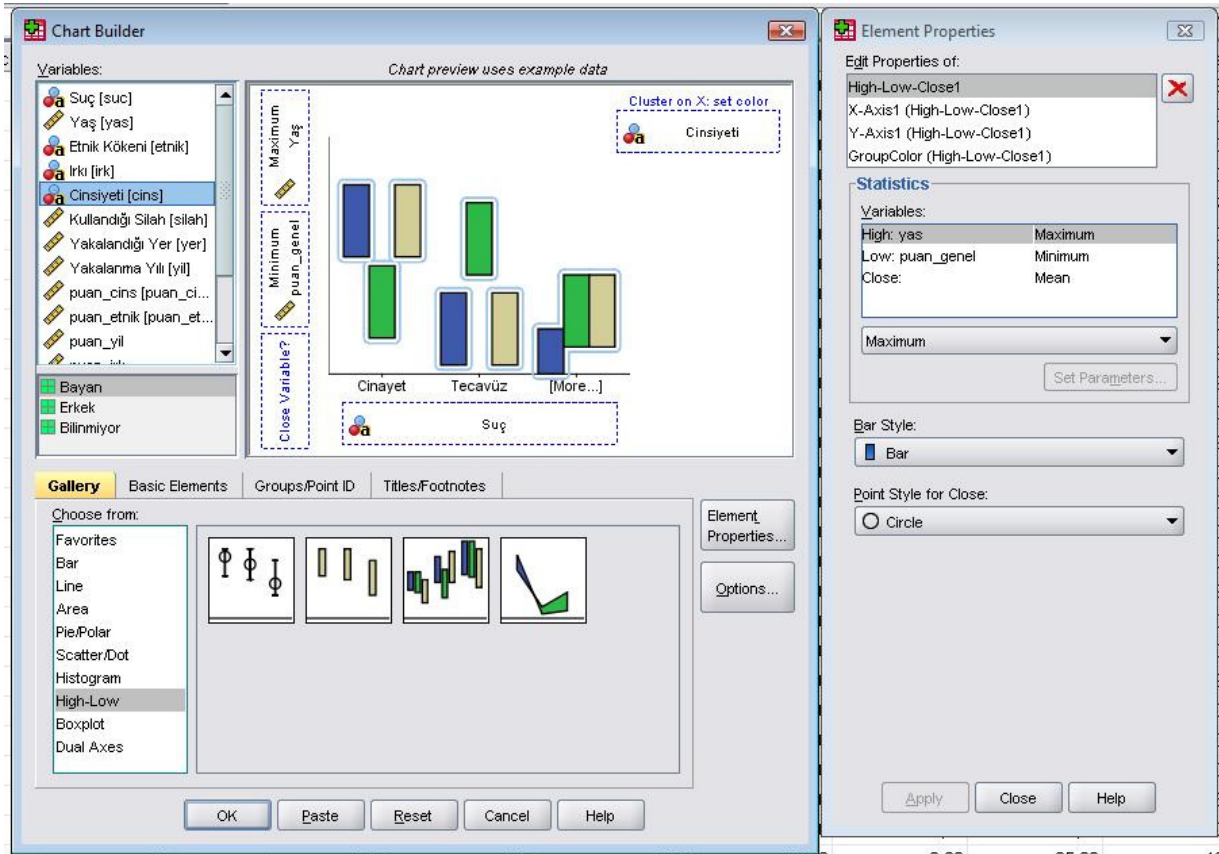 Chart Builder
Variables:
Chart preview uses example data
Suç [suc]
Yaş [yas]
Etnik Kökeni [etnik]
Irkı [irk]
Cinsiyeti [cins]
Kullandığı Silah [silah]
Yakalandığı Yer [yer]
Yakalanma Yılı [yil]
puan_cins [puan_ci...
puan_etnik [puan_et...
puan_yil
Bayan
Erkek
Bilinmiyor
Maximum
Yaş
Minimum
puan_genel
Close Variable?
Cluster on X: set color
Cinsiyeti
Cinayet
Tecavüz
[More...]
Suç
Gallery
Basic Elements
Groups/Point ID
Titles/Footnotes
Choose from:
Favorites
Bar
Line
Area
Pie/Polar
Scatter/Dot
Histogram
High-Low
Boxplot
Dual Axes
Element
Properties...
Options...
OK
Paste
Reset
Cancel
Help
Element Properties
Edit Properties of:
High-Low-Close1
X-Axis1 (High-Low-Close1)
Y-Axis1 (High-Low-Close1)
GroupColor (High-Low-Close1)
Statistics
Variables:
High: yas Maximum
Low: puan_genel Minimum
Close: Mean
Maximum
Set Parameters...
Bar Style:
Bar
Point Style for Close:
Circle
Apply
Close
Help